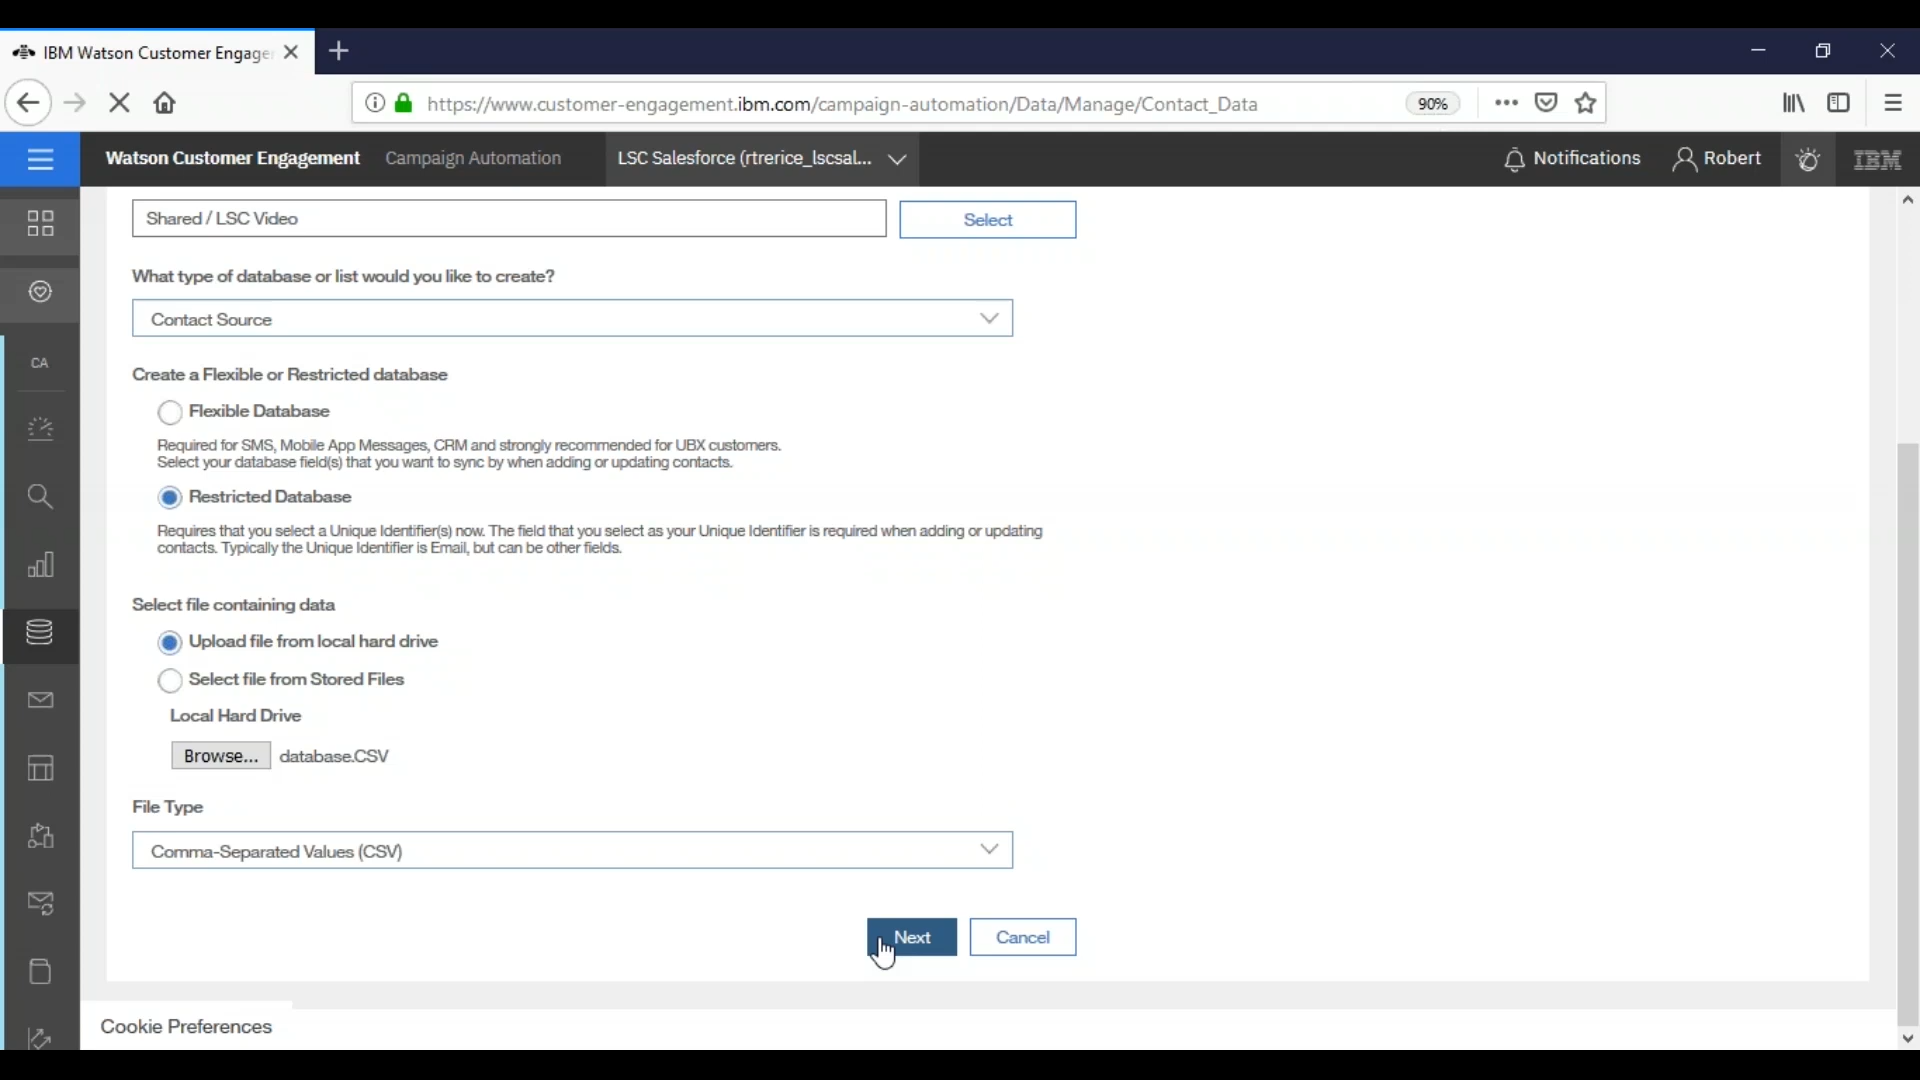 IBM Watson Customer Engage
https://www.customer-engagement.ibm.com/campaign-automation/Data/Manage/Contact_Data
90%
Watson Customer Engagement
Campaign Automation
LSC Salesforce (rtrerice_lscsal...
Notifications
Robert
IBM
Shared / LSC Video
Select
What type of database or list would you like to create?
Contact Source
CA
Create a Flexible or Restricted database
Flexible Database
Required for SMS, Mobile App Messages, CRM and strongly recommended for UBX customers.
Select your database field(s) that you want to sync by when adding or updating contacts.
Restricted Database
Requires that you select a Unique Identifier(s) now. The field that you select as your Unique Identifier is required when adding or updating
contacts. Typically the Unique Identifier is Email, but can be other fields.
Select file containing data
Upload file from local hard drive
Select file from Stored Files
Local Hard Drive
Browse... database.CSV
File Type
Comma-Separated Values (CSV)
Next
Cancel
Cookie Preferences